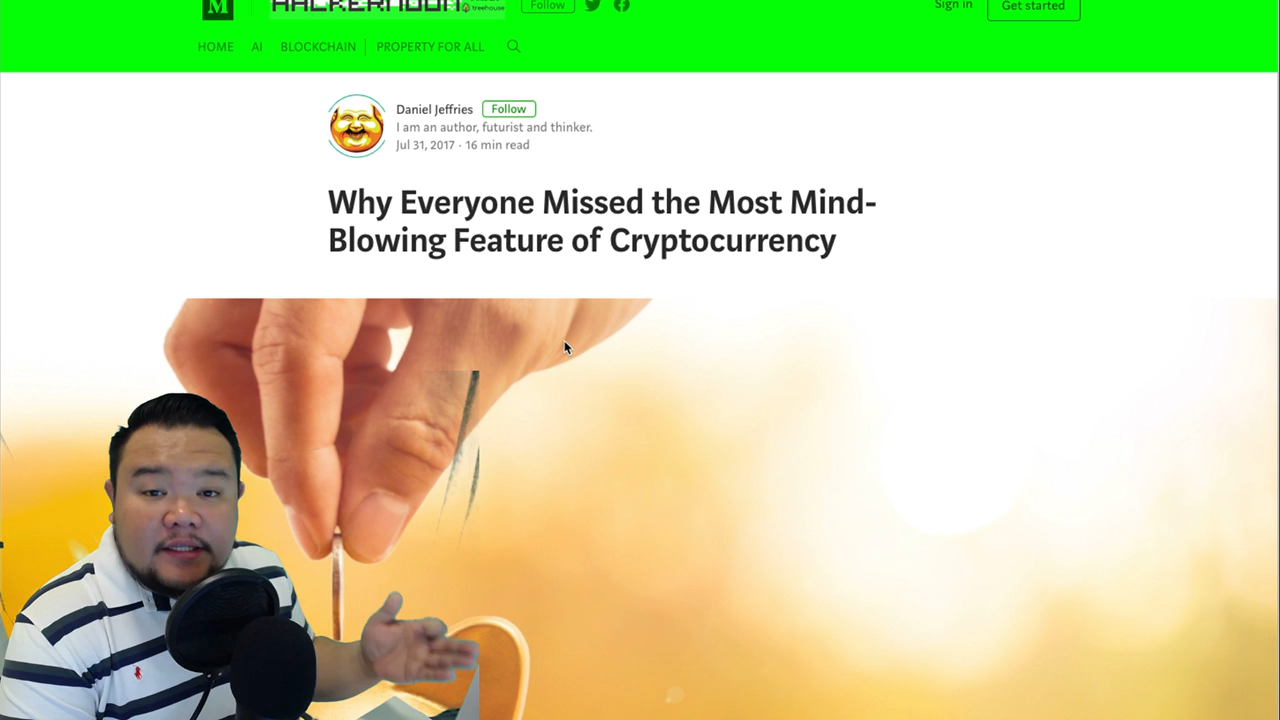 M HACKERNOON treehouse Follow Sign in Get started
HOME AI BLOCKCHAIN PROPERTY FOR ALL
Daniel Jeffries Follow
I am an author, futurist and thinker.
Jul 31, 2017 · 16 min read
Why Everyone Missed the Most Mind-
Blowing Feature of Cryptocurrency